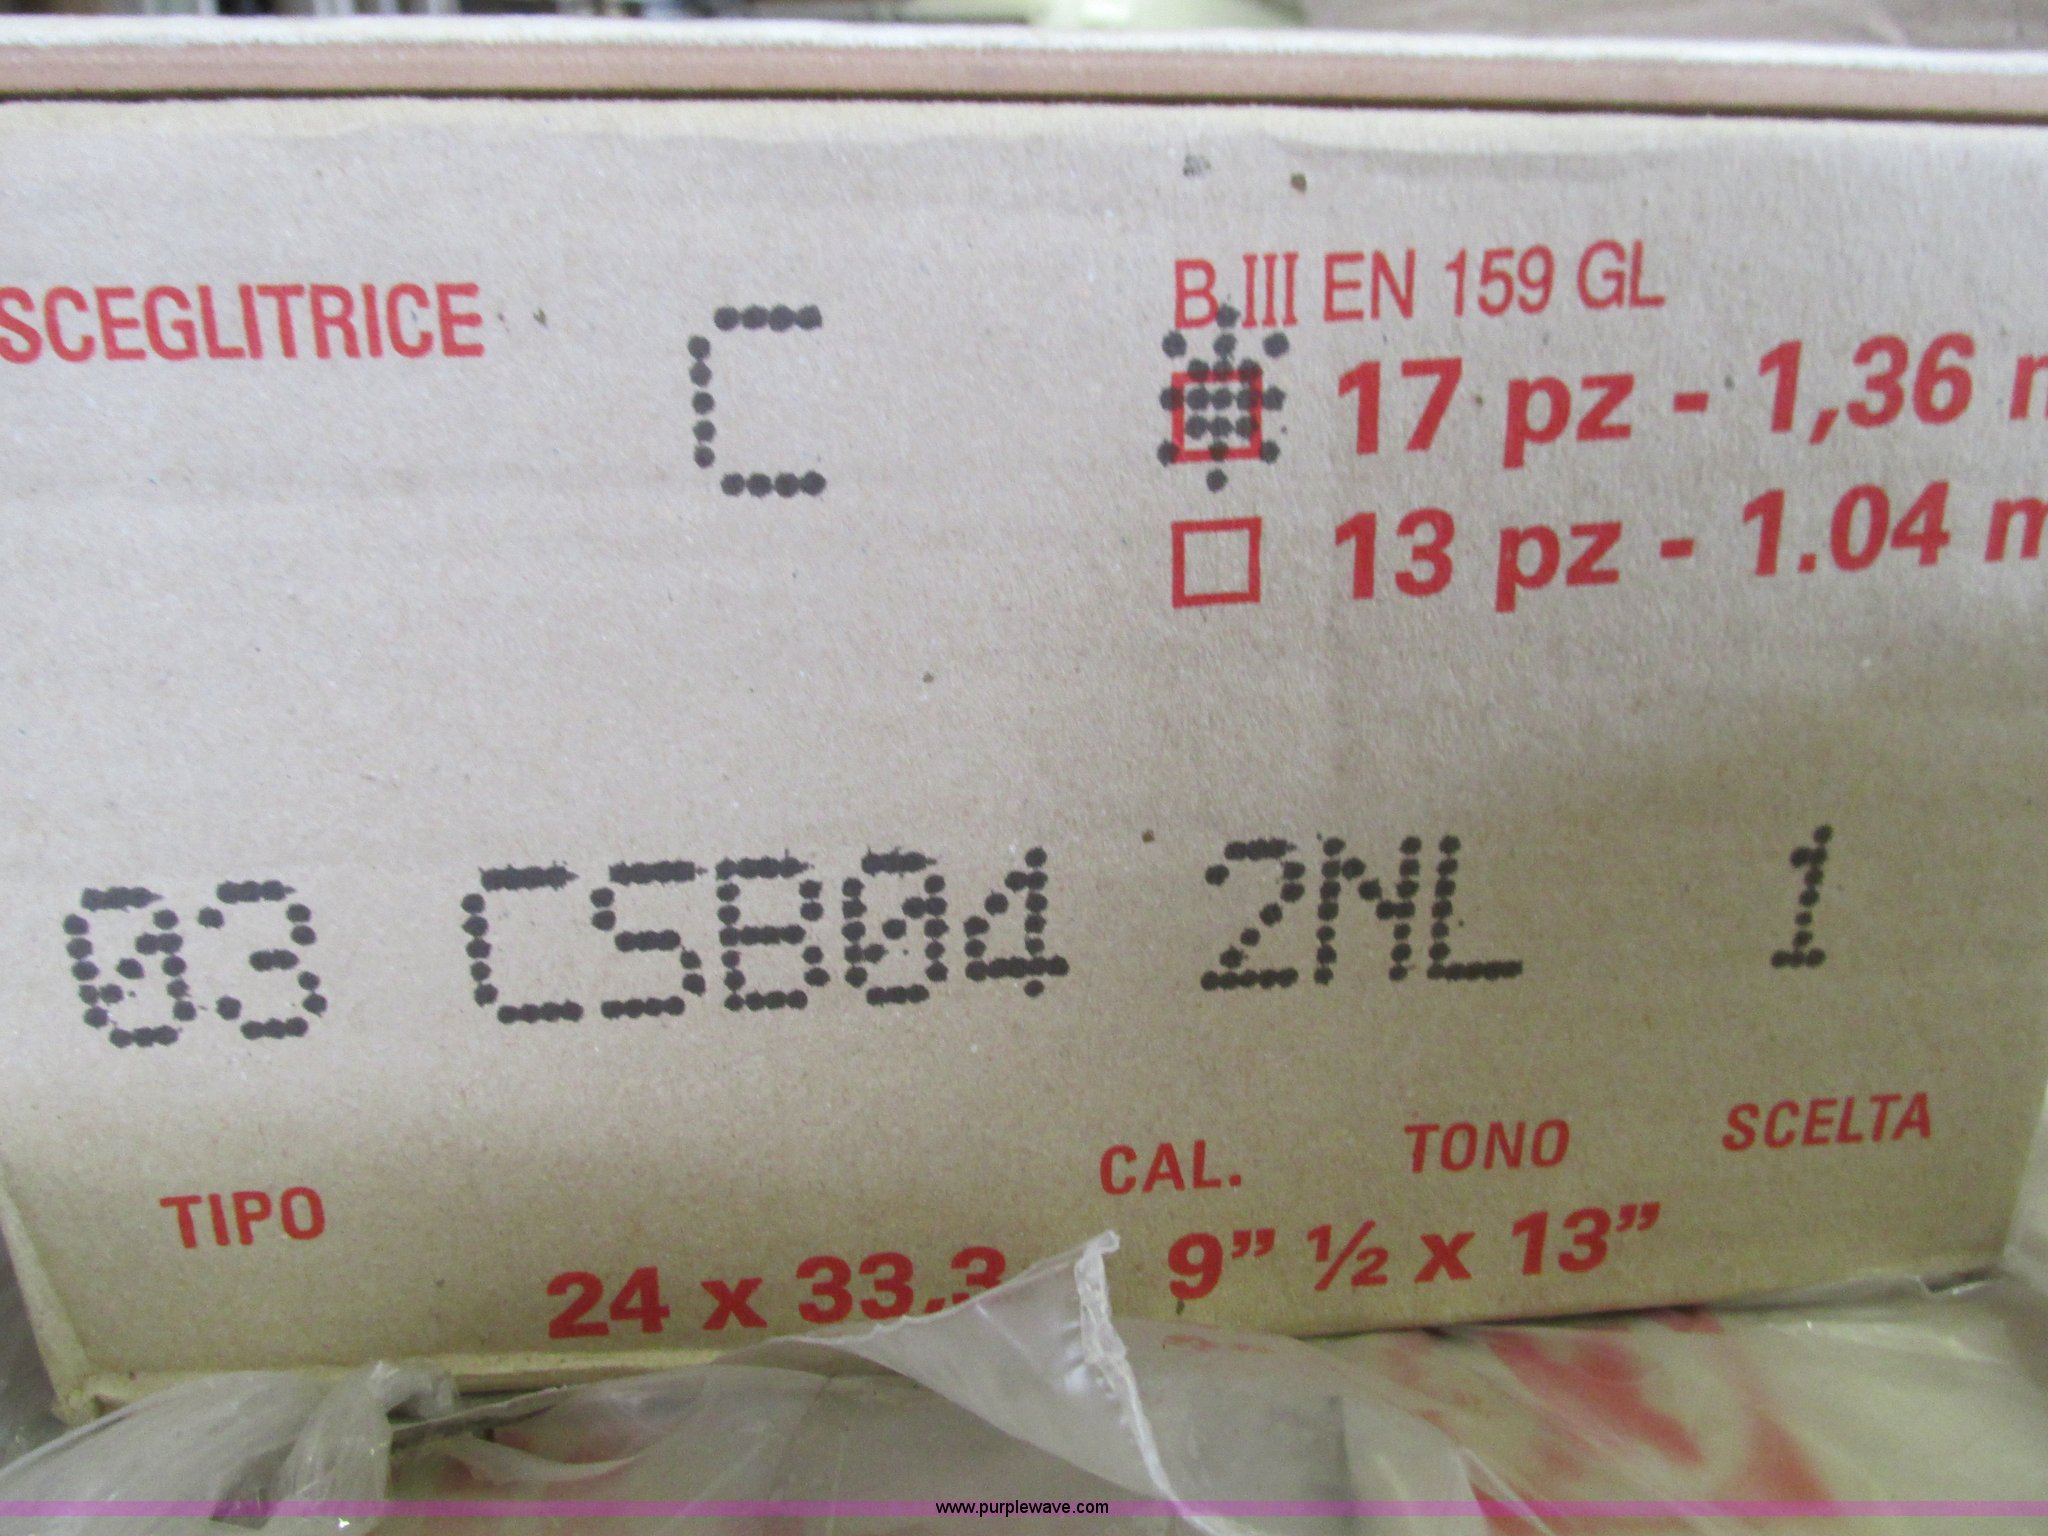 SCEGLITRICE C
B III EN 159 GL
17 pz - 1,36 m
13 pz - 1.04 m
03 CSB04 2NL 1
TIPO CAL. TONO SCELTA
24 x 33,3 9” ½ x 13”
www.purplewave.com